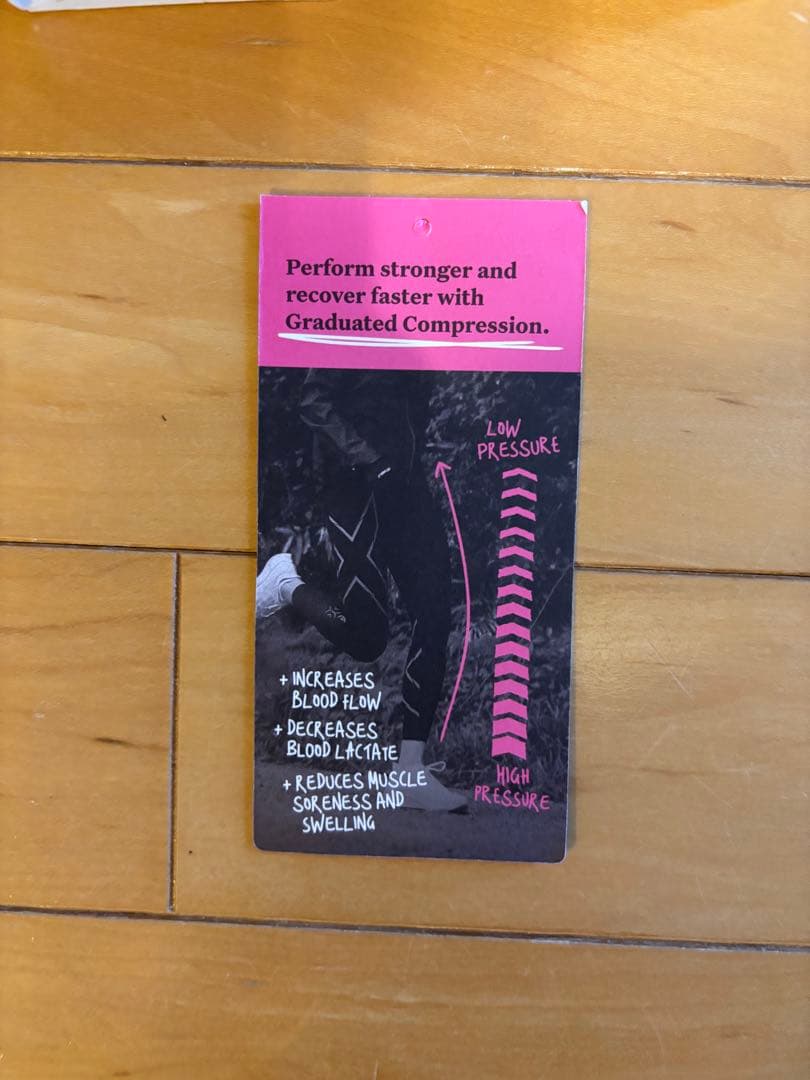 Perform stronger and
recover faster with
Graduated Compression.
LOW
PRESSURE
+ INCREASES
BLOOD FLOW
+ DECREASES
BLOOD LACTATE
+ REDUCES MUSCLE
SORENESS AND
SWELLING
HIGH
PRESSURE